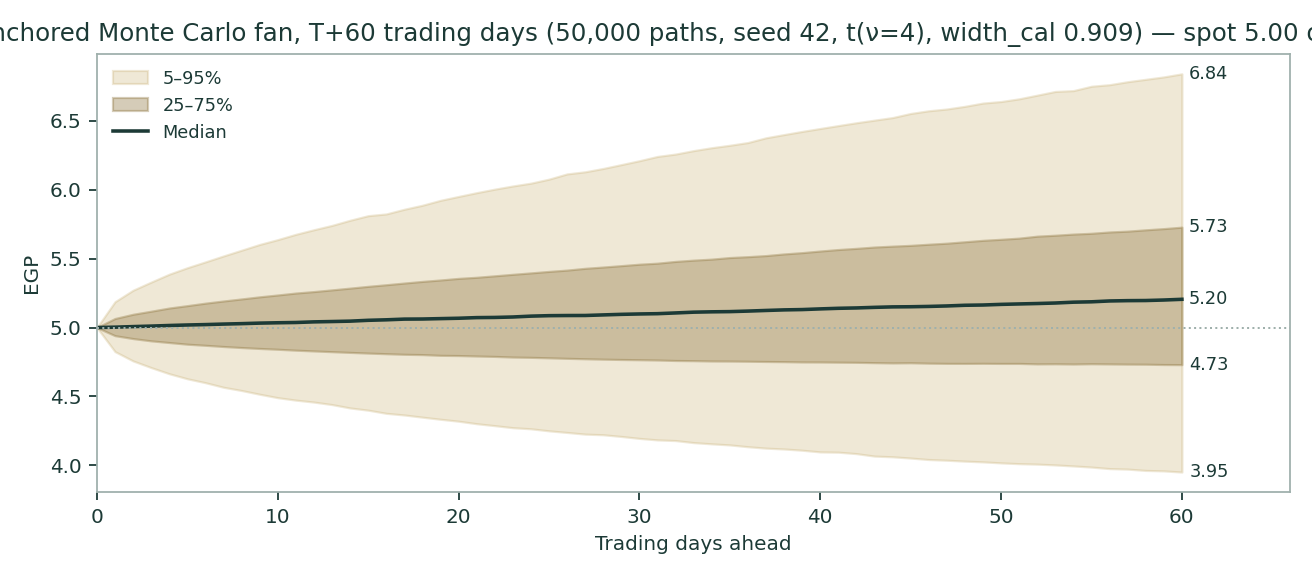 nchored Monte Carlo fan, T+60 trading days (50,000 paths, seed 42, t(ν=4), width_cal 0.909) — spot 5.00
5–95%
25–75%
Median
6.84
5.73
5.20
4.73
3.95
EGP
6.5
6.0
5.5
5.0
4.5
4.0
0 10 20 30 40 50 60
Trading days ahead